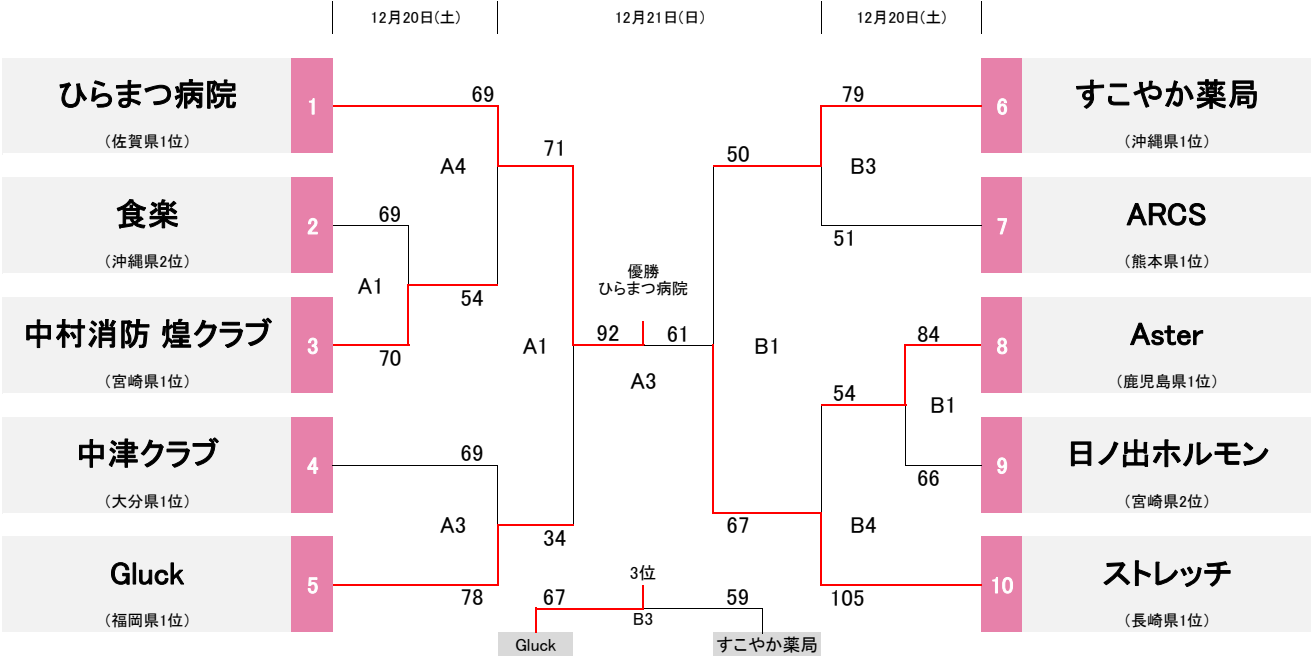 12月20日(土)
12月21日(日)
12月20日(土)
ひらまつ病院
(佐賀県1位)
1
食楽
(沖縄県2位)
2
中村消防 煌クラブ
(宮崎県1位)
3
中津クラブ
(大分県1位)
4
Gluck
(福岡県1位)
5
69
A4
69
A1
54
70
69
A3
78
71
A1
34
優勝
ひらまつ病院
92
61
A3
50
B1
67
79
B3
51
84
54
B1
66
B4
105
6
すこやか薬局
(沖縄県1位)
7
ARCS
(熊本県1位)
8
Aster
(鹿児島県1位)
9
日ノ出ホルモン
(宮崎県2位)
10
ストレッチ
(長崎県1位)
3位
67
59
B3
Gluck
すこやか薬局